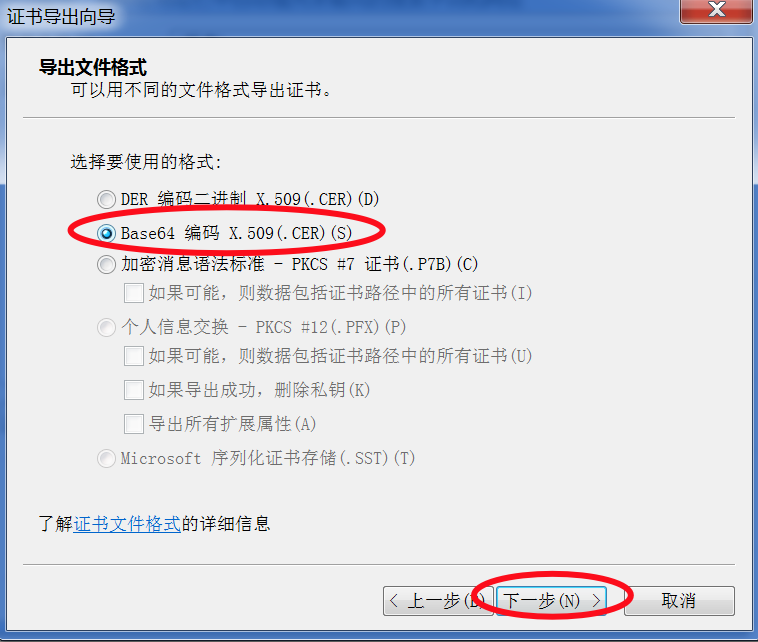 证书导出向导
导出文件格式
可以用不同的文件格式导出证书。
选择要使用的格式:
DER 编码二进制 X.509(.CER)(D)
Base64 编码 X.509(.CER)(S)
加密消息语法标准 - PKCS #7 证书(.P7B)(C)
如果可能，则数据包括证书路径中的所有证书(I)
个人信息交换 - PKCS #12(.PFX)(P)
如果可能，则数据包括证书路径中的所有证书(U)
如果导出成功，删除私钥(K)
导出所有扩展属性(A)
Microsoft 序列化证书存储(.SST)(T)
了解证书文件格式的详细信息
< 上一步(B) 下一步(N) > 取消